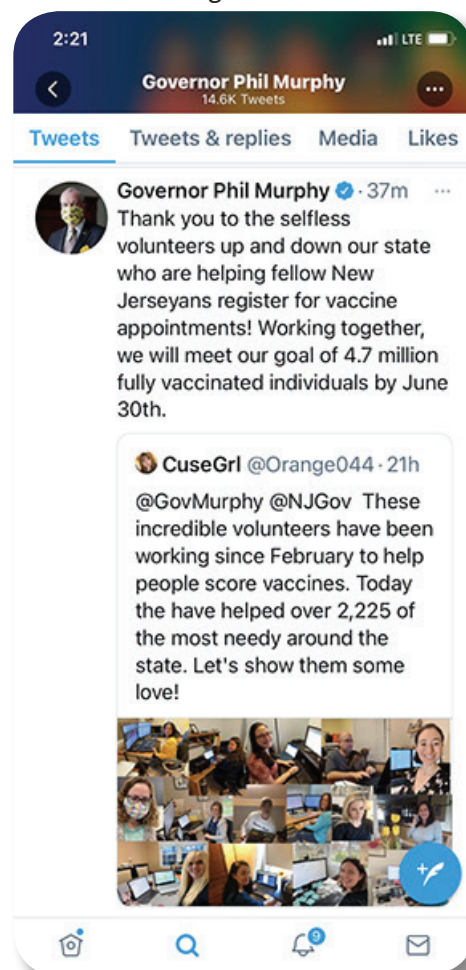 2:21 LTE
Governor Phil Murphy
14.6K Tweets
Tweets Tweets & replies Media Likes
Governor Phil Murphy · 37m ...
Thank you to the selfless
volunteers up and down our state
who are helping fellow New
Jerseyans register for vaccine
appointments! Working together,
we will meet our goal of 4.7 million
fully vaccinated individuals by June
30th.
CuseGrl @Orange044 · 21h
@GovMurphy @NJGov These
incredible volunteers have been
working since February to help
people score vaccines. Today
the have helped over 2,225 of
the most needy around the
state. Let's show them some
love!
9